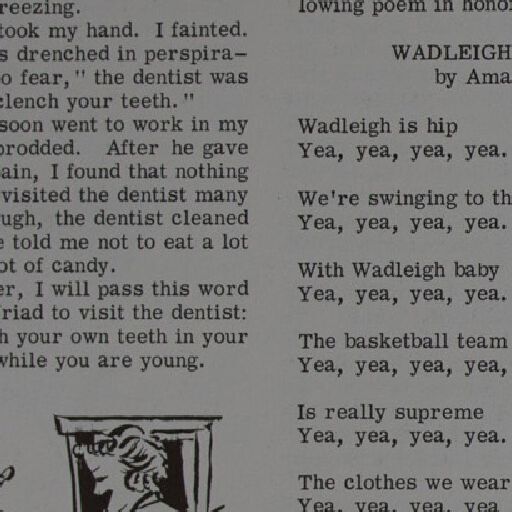 reezing.
took my hand. I fainted.
s drenched in perspira-
o fear," the dentist was
clench your teeth."
soon went to work in my
prodded. After he gave
ain, I found that nothing
visited the dentist many
ugh, the dentist cleaned
e told me not to eat a lot
ot of candy.
er, I will pass this word
riad to visit the dentist:
h your own teeth in your
while you are young.
lowing poem in honor
WADLEIGH
by Ama
Wadleigh is hip
Yea, yea, yea, yea.
We're swinging to th
Yea, yea, yea, yea.
With Wadleigh baby
Yea, yea, yea, yea.
The basketball team
Yea, yea, yea, yea,
Is really supreme
Yea, yea, yea, yea.
The clothes we wear
Yea, yea, yea, yea